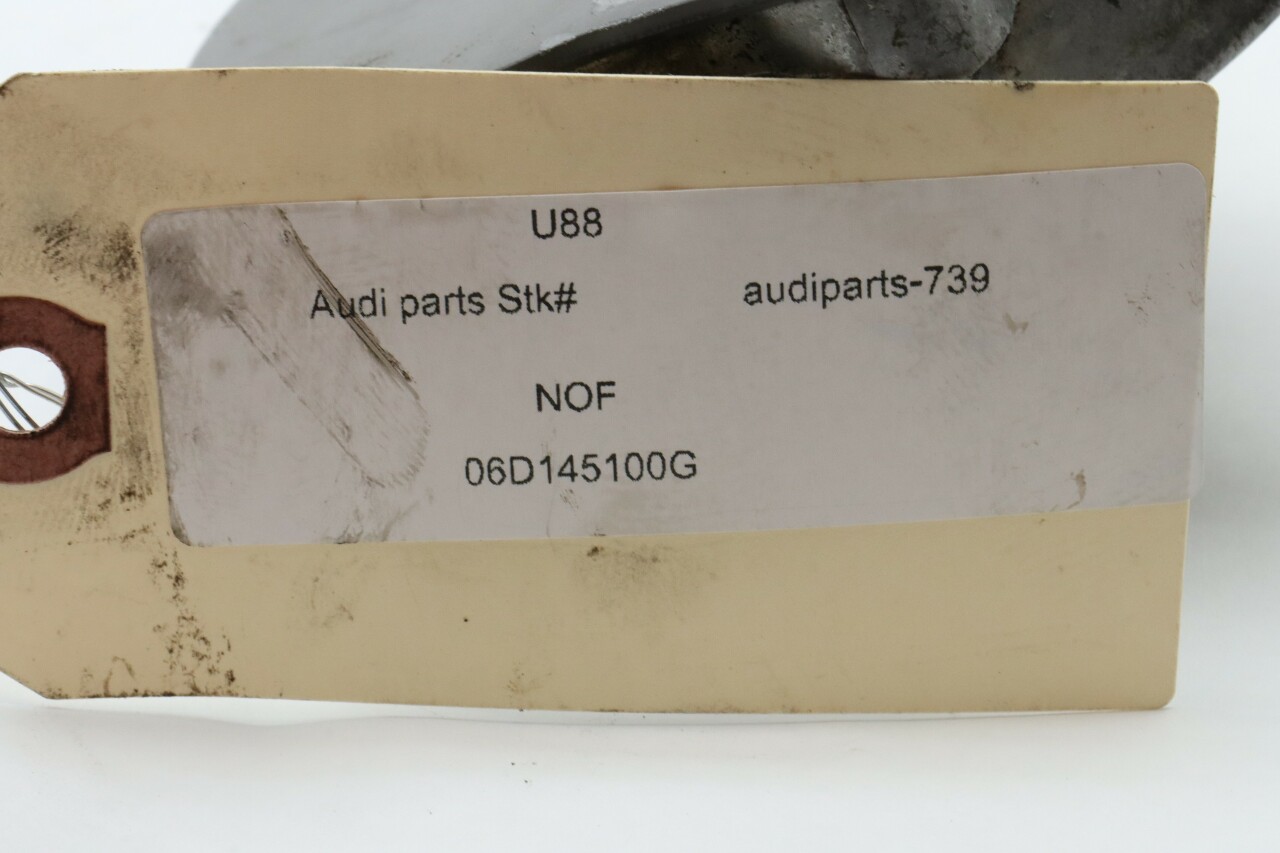 U88
Audi parts Stk# audiparts-739
NOF
06D145100G